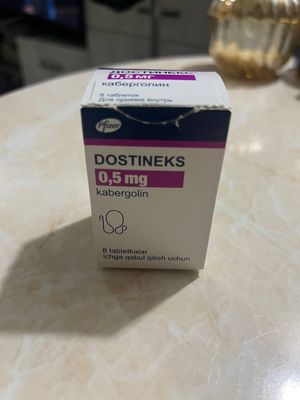 ДОСТИНЕКС
0,5 мг
каберголин
8 таблеток
Для приема внутрь
Pfizer
DOSTINEKS
0,5 mg
kabergolin
8 tabletkalar
Ichga qabul qilish uchun